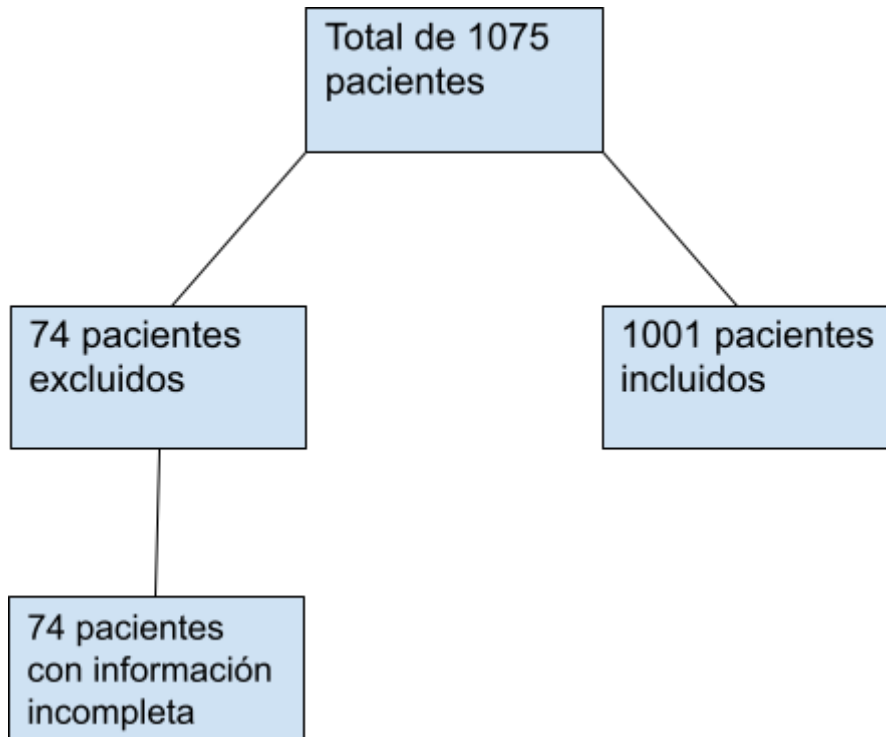 Total de 1075
pacientes
74 pacientes
excluidos
1001 pacientes
incluidos
74 pacientes
con información
incompleta